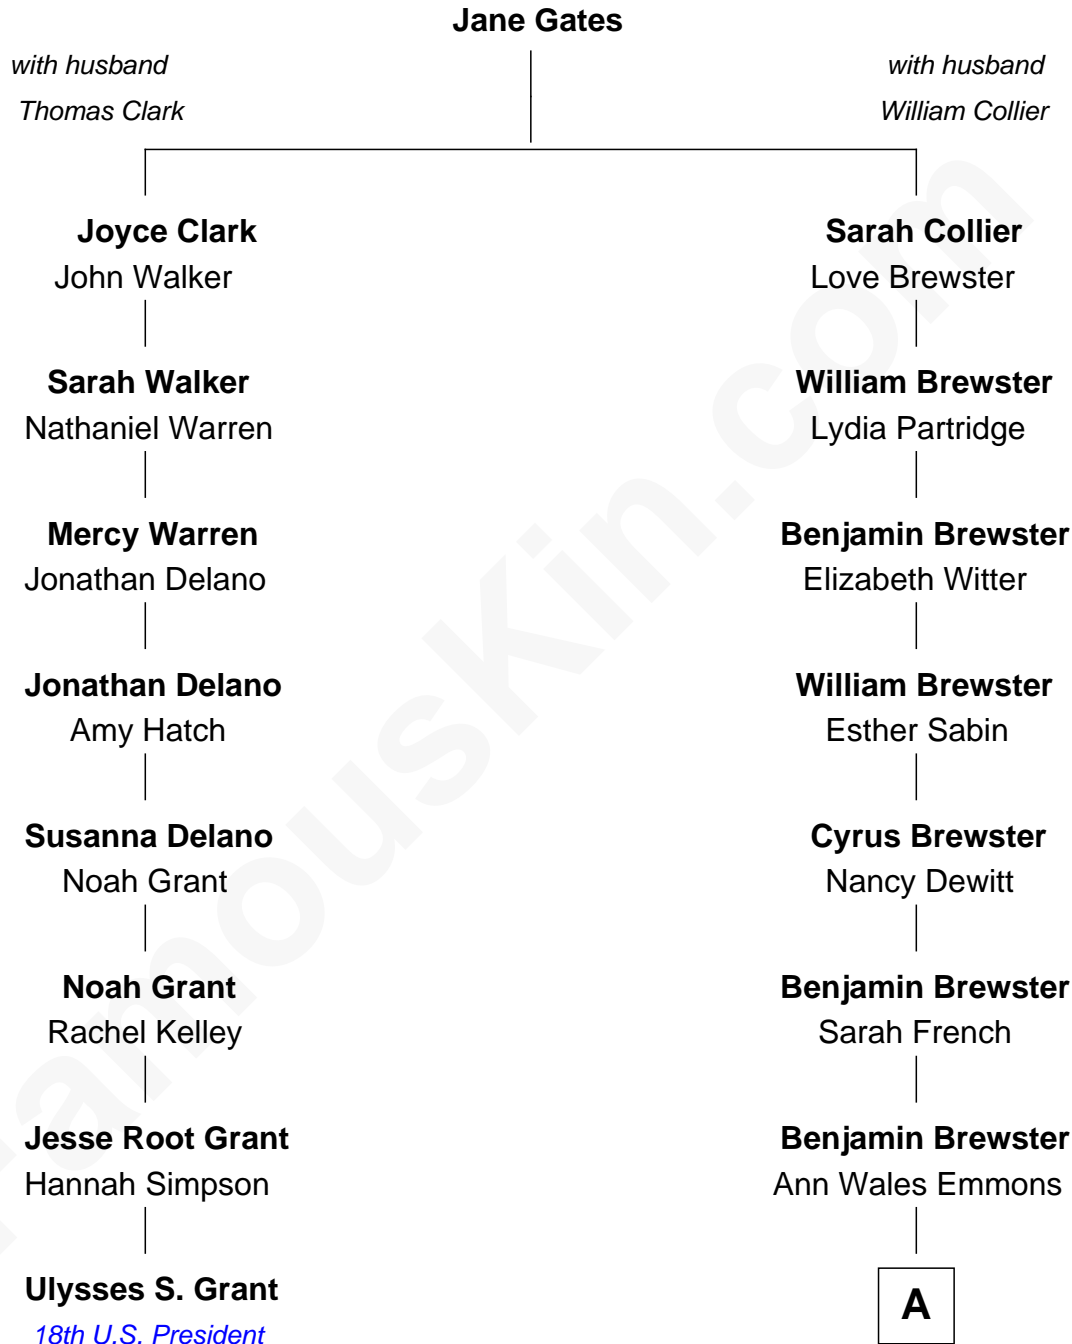 Jane Gates
with husband
Thomas Clark
with husband
William Collier
Joyce Clark
John Walker
Sarah Walker
Nathaniel Warren
Mercy Warren
Jonathan Delano
Jonathan Delano
Amy Hatch
Susanna Delano
Noah Grant
Noah Grant
Rachel Kelley
Jesse Root Grant
Hannah Simpson
Ulysses S. Grant
18th U.S. President
Sarah Collier
Love Brewster
William Brewster
Lydia Partridge
Benjamin Brewster
Elizabeth Witter
William Brewster
Esther Sabin
Cyrus Brewster
Nancy Dewitt
Benjamin Brewster
Sarah French
Benjamin Brewster
Ann Wales Emmons
A
FamousKin.com